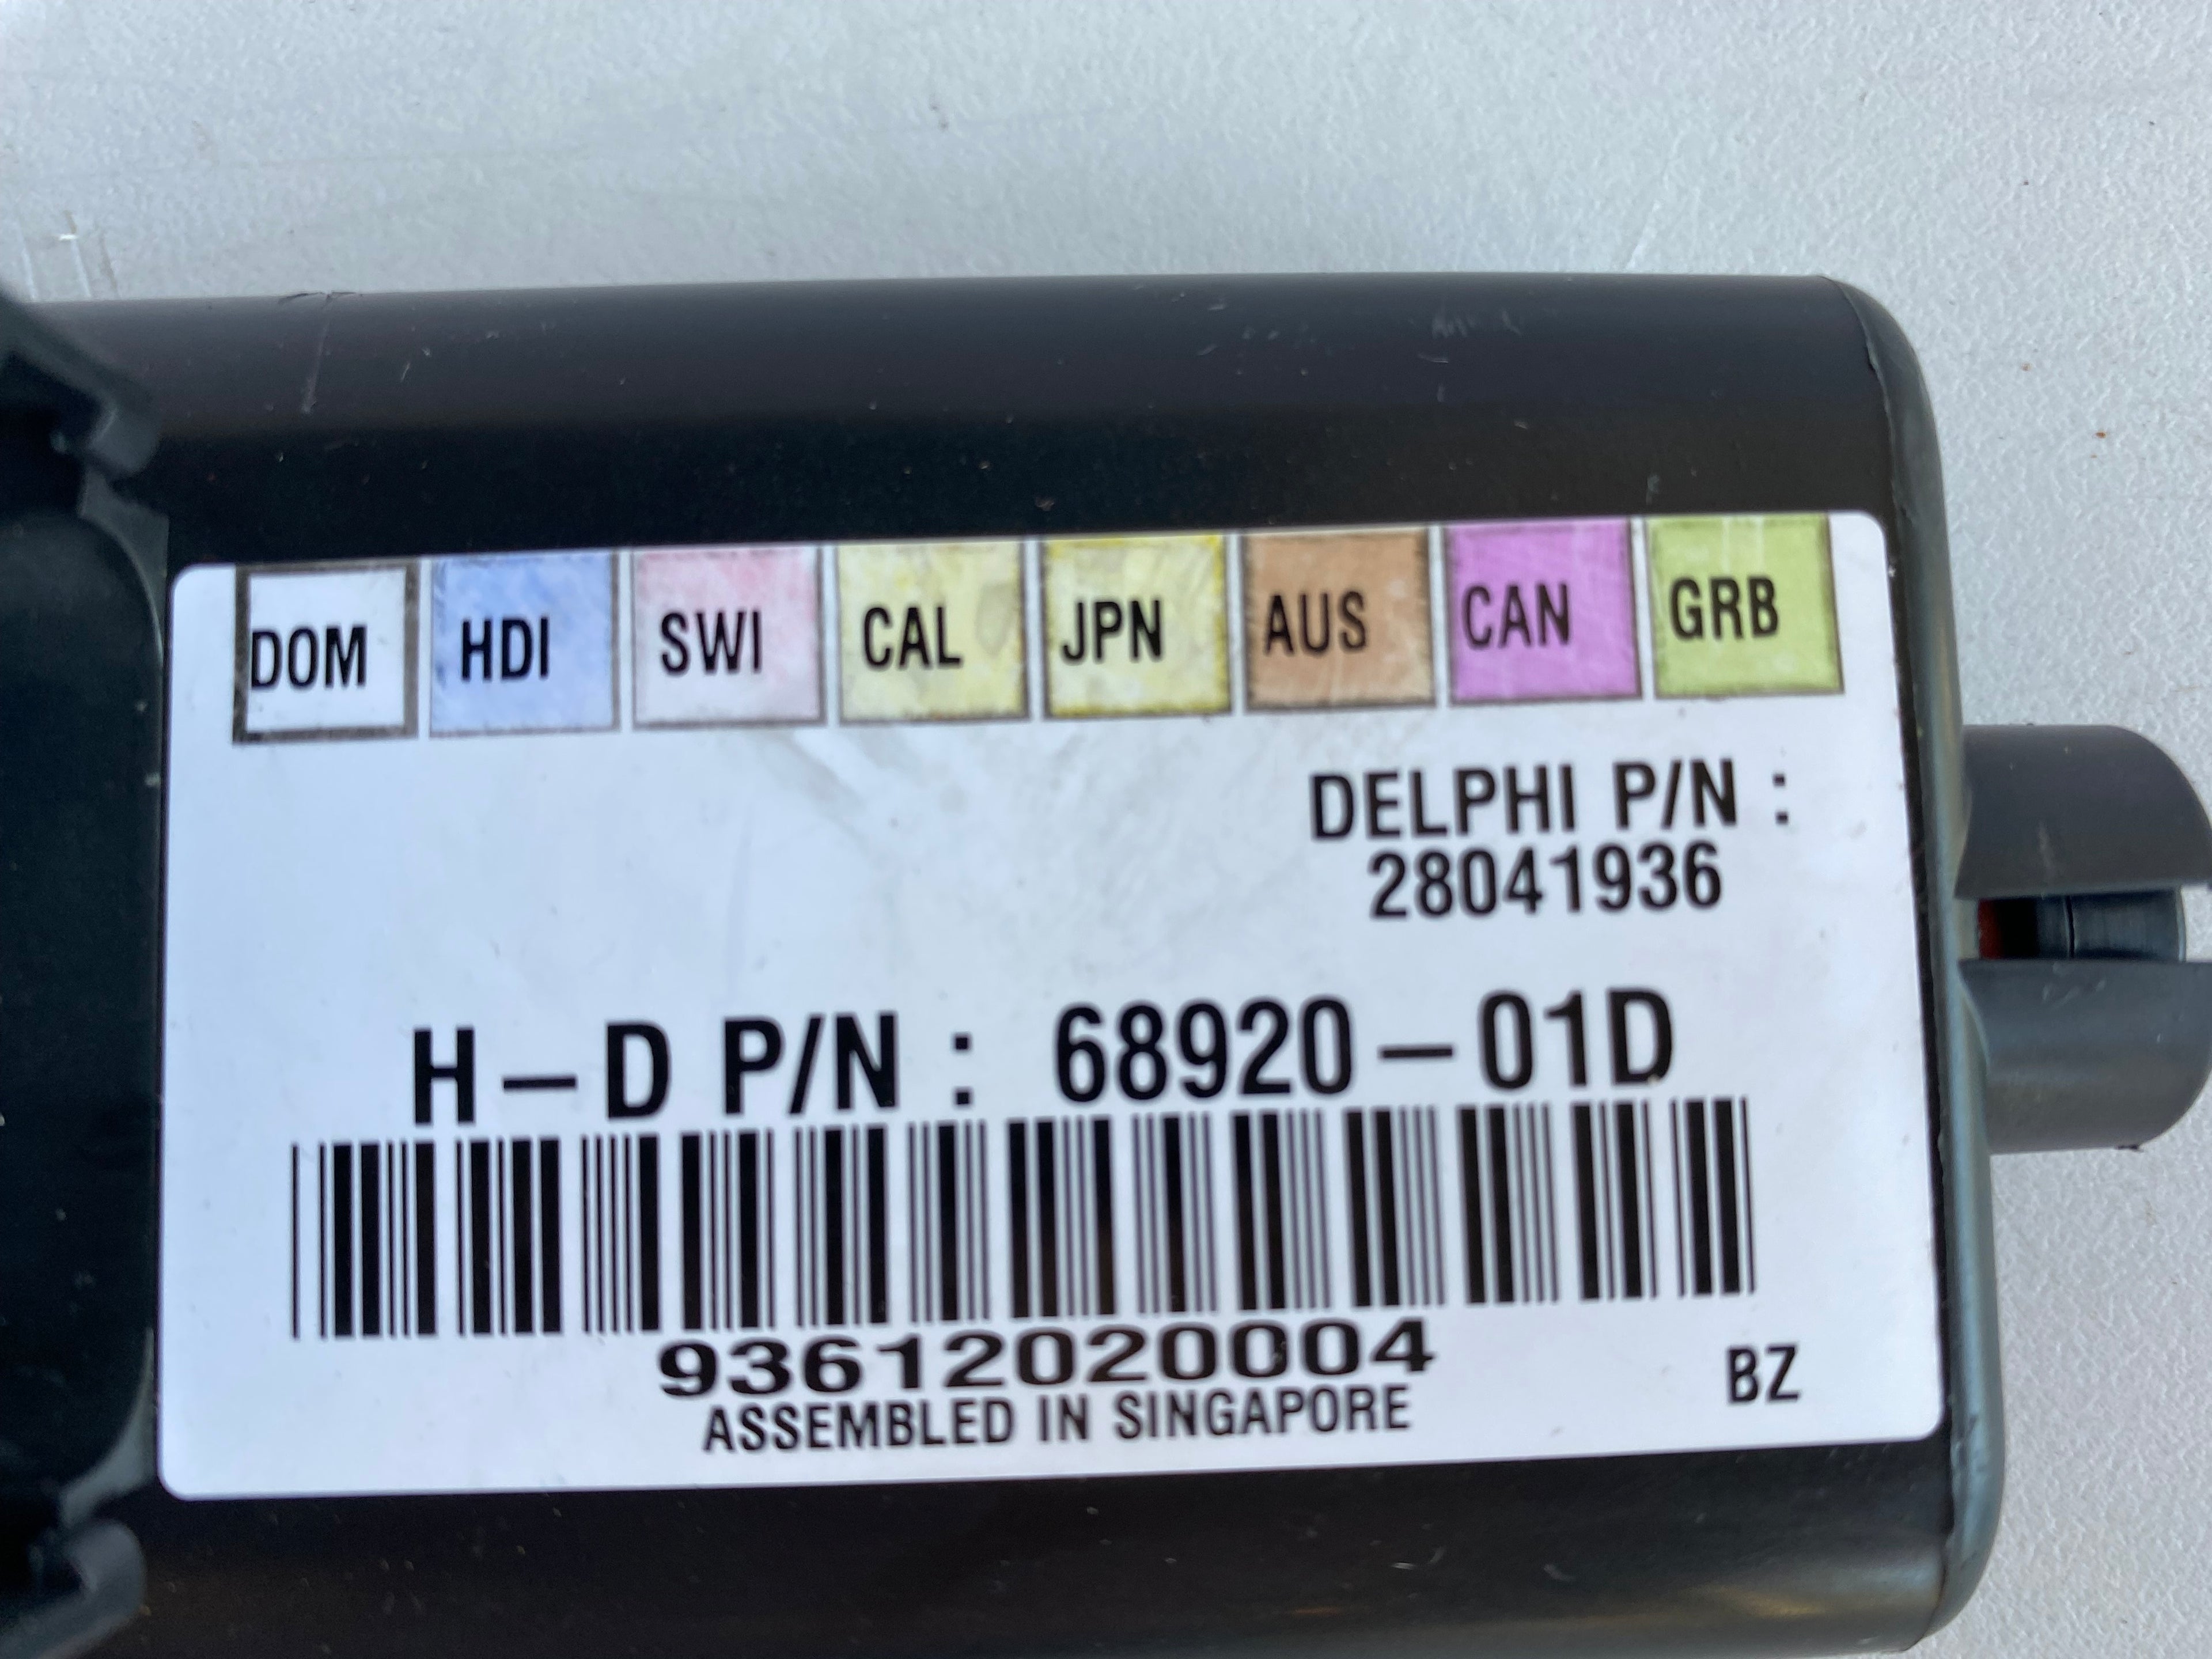 DOM HDI SWI CAL JPN AUS CAN GRB
DELPHI P/N :
28041936
H-D P/N : 68920-01D
93612020004
ASSEMBLED IN SINGAPORE
BZ